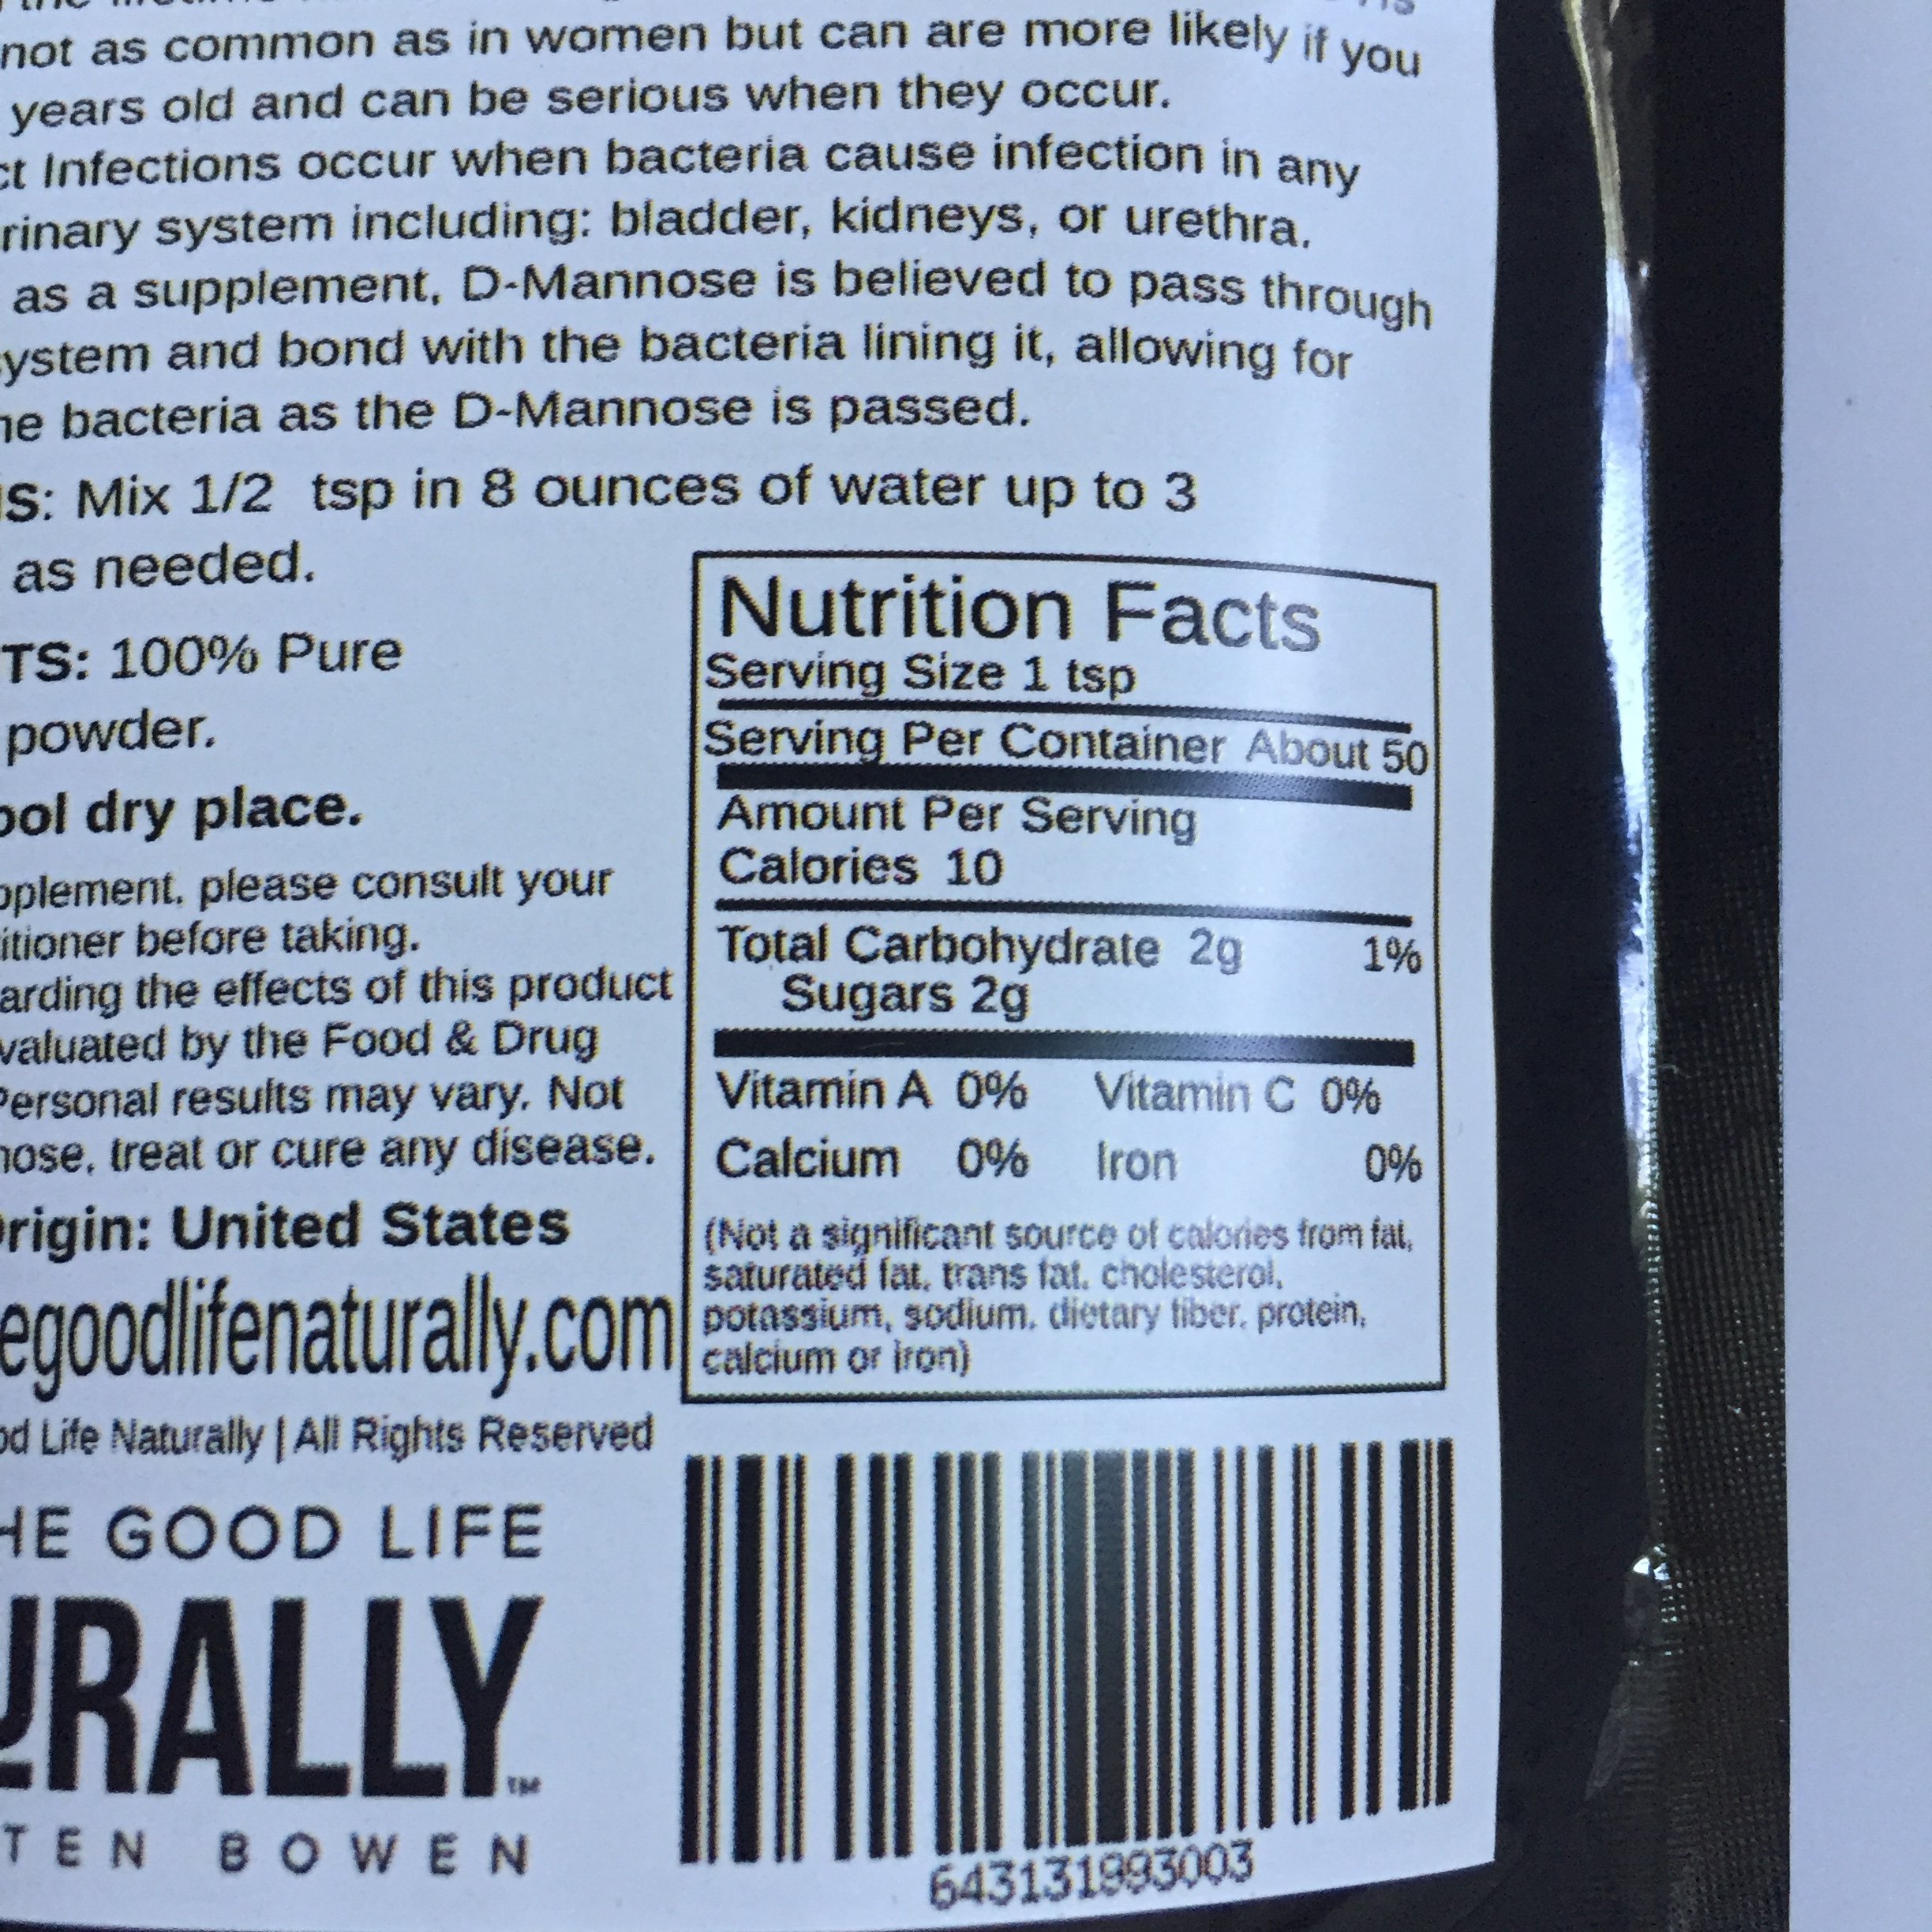 not as common as in women but can are more likely if you
years old and can be serious when they occur.
ct Infections occur when bacteria cause infection in any
rinary system including: bladder, kidneys, or urethra.
as a supplement, D-Mannose is believed to pass through
ystem and bond with the bacteria lining it, allowing for
he bacteria as the D-Mannose is passed.
NS: Mix 1/2 tsp in 8 ounces of water up to 3
as needed.
TS: 100% Pure
powder.
ool dry place.
pplement, please consult your
itioner before taking.
arding the effects of this product
valuated by the Food & Drug
Personal results may vary. Not
nose, treat or cure any disease.
Origin: United States
egoodlifenaturally.com
od Life Naturally | All Rights Reserved
HE GOOD LIFE
URALLY™
TEN BOWEN
Nutrition Facts
Serving Size 1 tsp
Serving Per Container About 50
Amount Per Serving
Calories 10
Total Carbohydrate 2g 1%
Sugars 2g
Vitamin A 0% Vitamin C 0%
Calcium 0% Iron 0%
(Not a significant source of calories from fat,
saturated fat, trans fat, cholesterol,
potassium, sodium, dietary fiber, protein,
calcium or iron)
643131993003